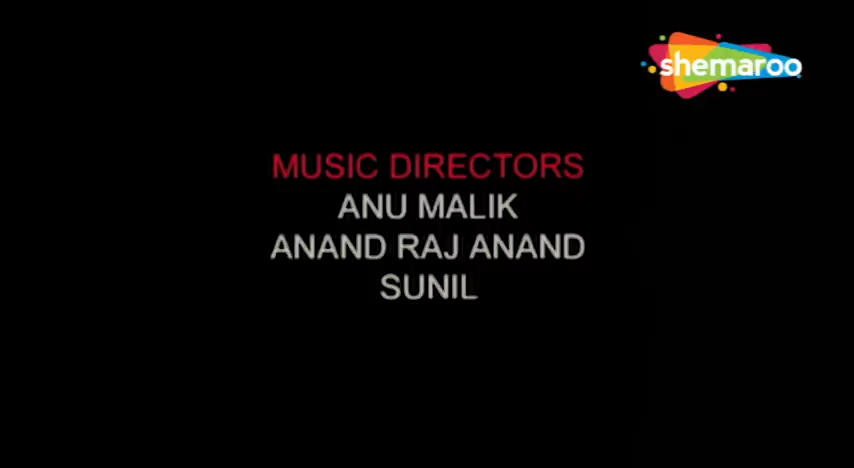 shemaroo
MUSIC DIRECTORS
ANU MALIK
ANAND RAJ ANAND
SUNIL